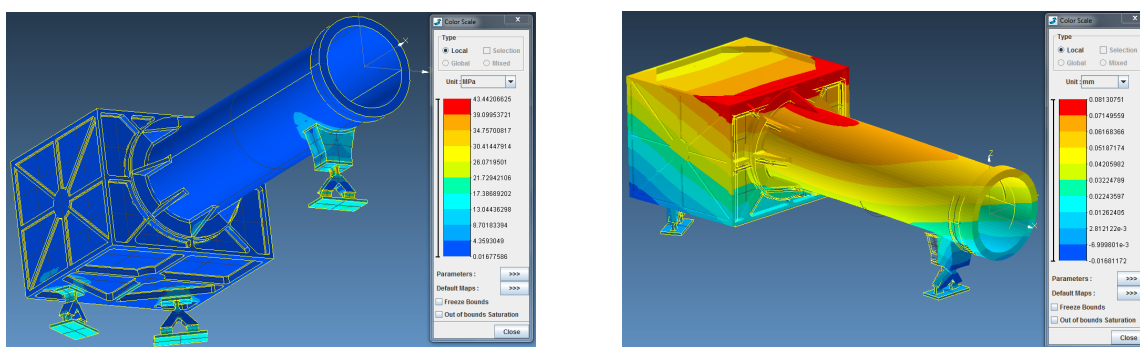 Color Scale
x
Type
Local
Selection
Global
Mixed
Unit : MPa
43.44206625
39.09953721
34.75700817
30.41447914
26.0719501
21.72942106
17.38689202
13.04436298
8.70183394
4.3593049
0.01677586
Parameters :
>>>
Default Maps :
>>>
Freeze Bounds
Out of bounds Saturation
Close
x
Color Scale
x
Type
Local
Selection
Global
Mixed
Unit : mm
0.08130751
0.07149559
0.06168366
0.05187174
0.04205982
0.03224789
0.02243597
0.01262405
2.812122e-3
-6.999801e-3
-0.01681172
Parameters :
>>>
Default Maps :
>>>
Freeze Bounds
Out of bounds Saturation
Close
z
x